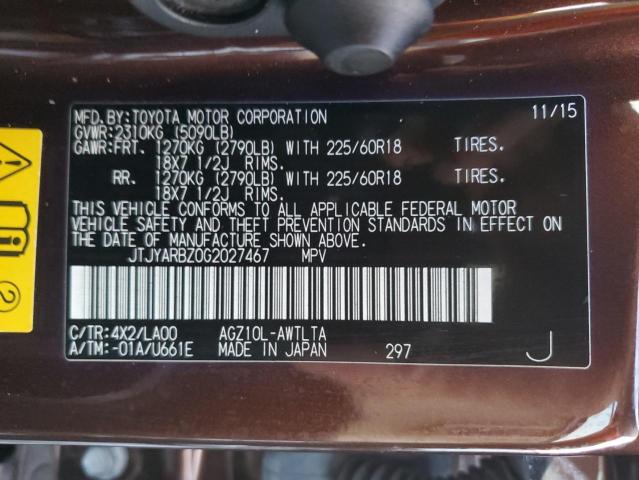 MFD.BY:TOYOTA MOTOR CORPORATION 11/15
GVWR:2310KG (5090LB)
GAWR:FRT. 1270KG (2790LB) WITH 225/60R18 TIRES.
18X7 1/2J RIMS.
RR. 1270KG (2790LB) WITH 225/60R18 TIRES.
18X7 1/2J RIMS.
THIS VEHICLE CONFORMS TO ALL APPLICABLE FEDERAL MOTOR
VEHICLE SAFETY AND THEFT PREVENTION STANDARDS IN EFFECT ON
THE DATE OF MANUFACTURE SHOWN ABOVE.
JTJYARBZ0G2027467 MPV
C/TR:4X2/LA00 AGZ10L-AWTLTA
A/TM:-01A/U661E MADE IN JAPAN 297 J
2